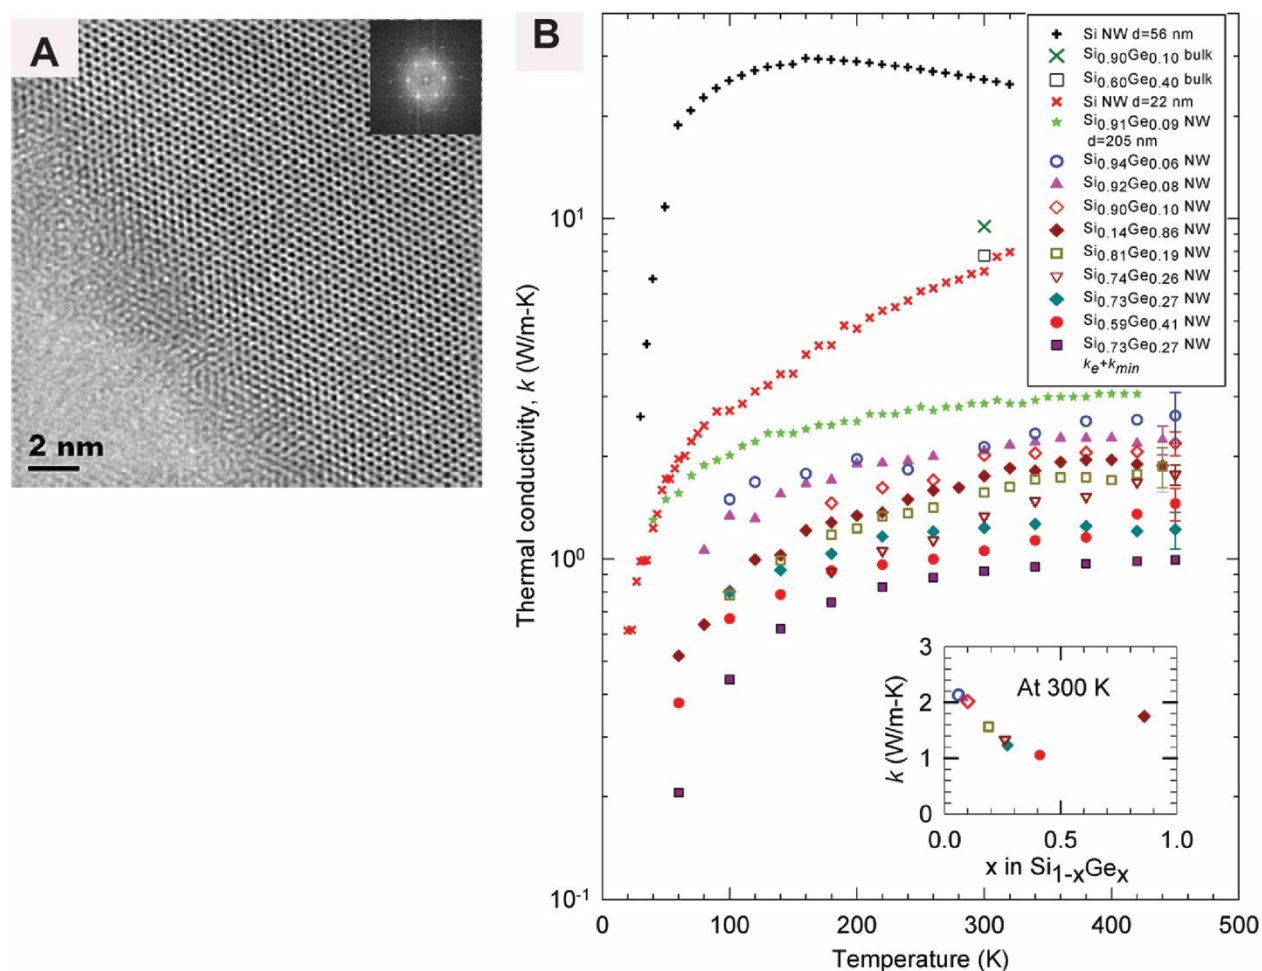 A
2 nm
B
Thermal conductivity, k (W/m-K)
10¹
10⁰
10⁻¹
0
100
200
300
400
500
Temperature (K)
Si NW d=56 nm
Si0.90Ge0.10 bulk
Si0.60Ge0.40 bulk
Si NW d=22 nm
Si0.91Ge0.09 NW
d=205 nm
Si0.94Ge0.06 NW
Si0.92Ge0.08 NW
Si0.90Ge0.10 NW
Si0.14Ge0.86 NW
Si0.81Ge0.19 NW
Si0.74Ge0.26 NW
Si0.73Ge0.27 NW
Si0.59Ge0.41 NW
Si0.73Ge0.27 NW
ke+kmin
At 300 K
k (W/m-K)
3
2
1
0
0.0
0.5
1.0
x in Si1-xGex